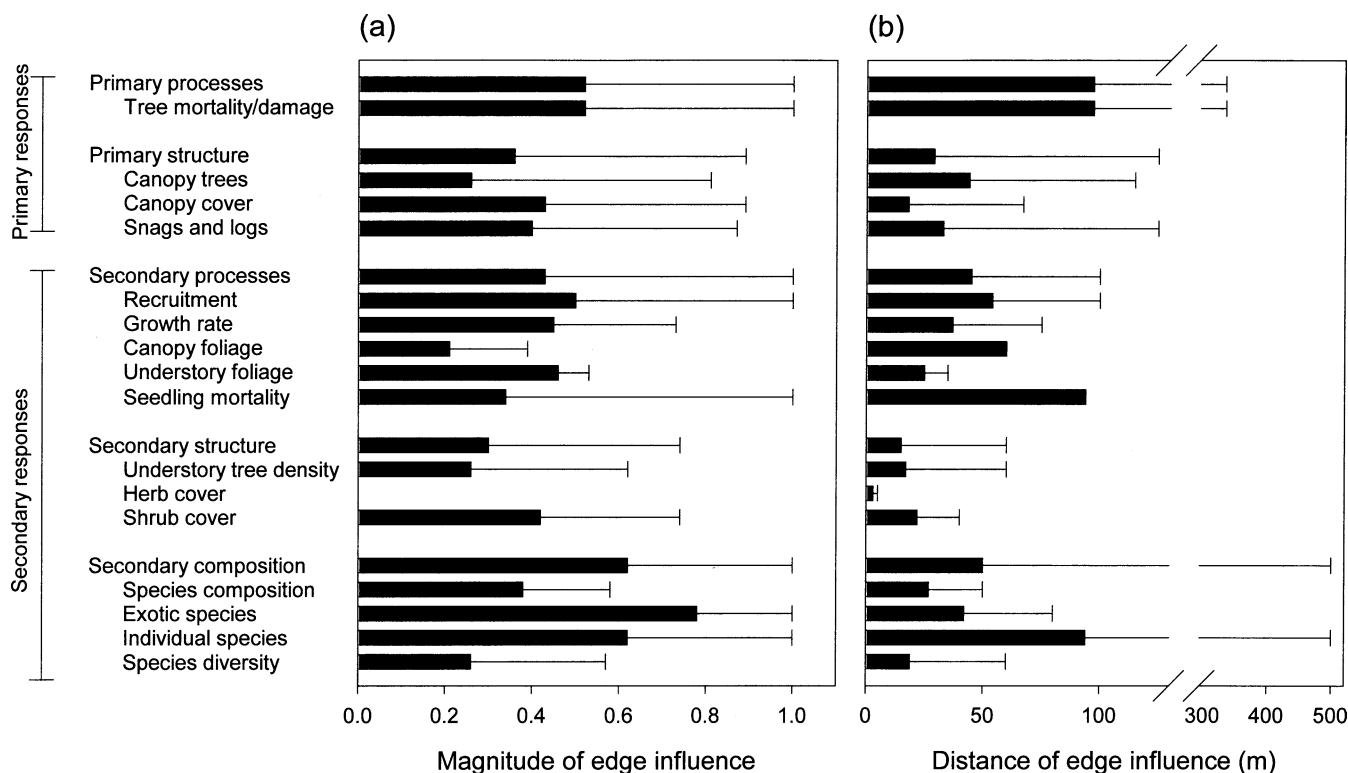 (a)
(b)
Primary responses
Primary processes
Tree mortality/damage
Primary structure
Canopy trees
Canopy cover
Snags and logs
Secondary responses
Secondary processes
Recruitment
Growth rate
Canopy foliage
Understory foliage
Seedling mortality
Secondary structure
Understory tree density
Herb cover
Shrub cover
Secondary composition
Species composition
Exotic species
Individual species
Species diversity
0.0 0.2 0.4 0.6 0.8 1.0
0 50 100 300 400 500
Magnitude of edge influence
Distance of edge influence (m)